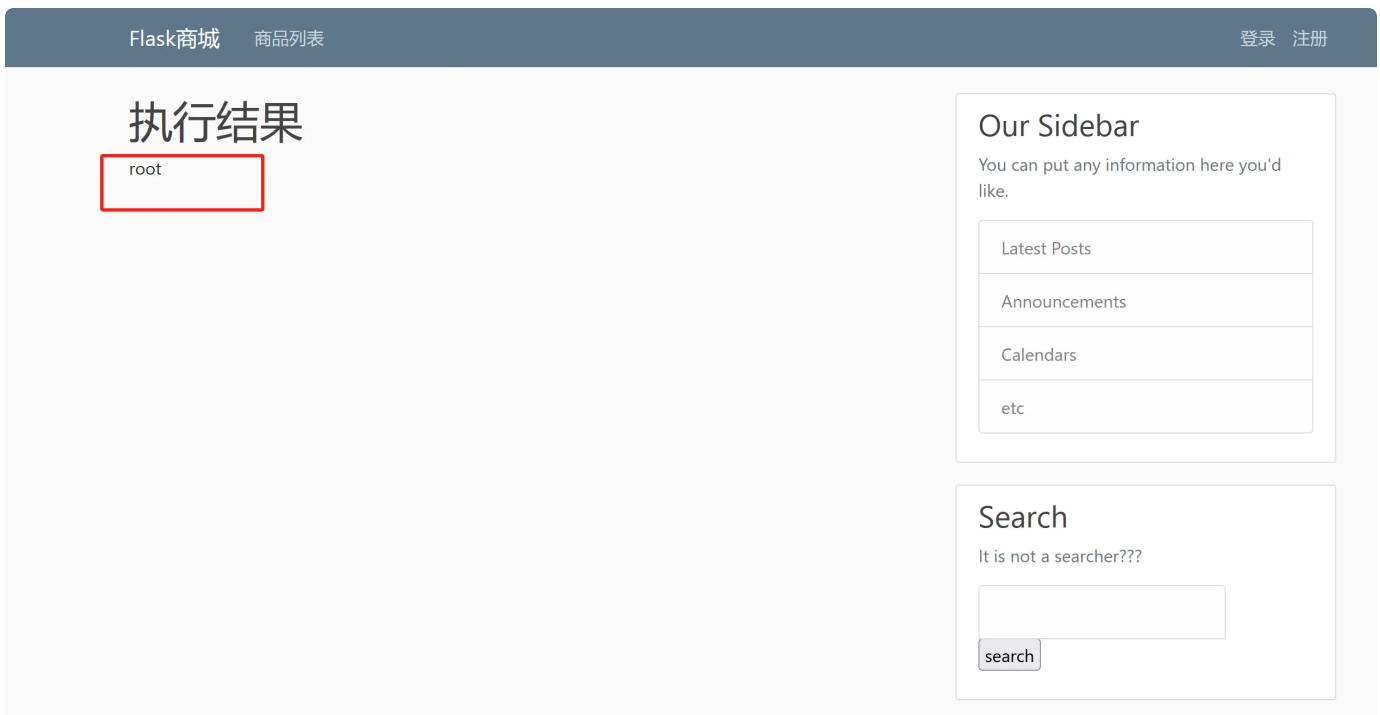 Flask商城 商品列表 登录 注册
执行结果
root
Our Sidebar
You can put any information here you'd
like.
Latest Posts
Announcements
Calendars
etc
Search
It is not a searcher???
search